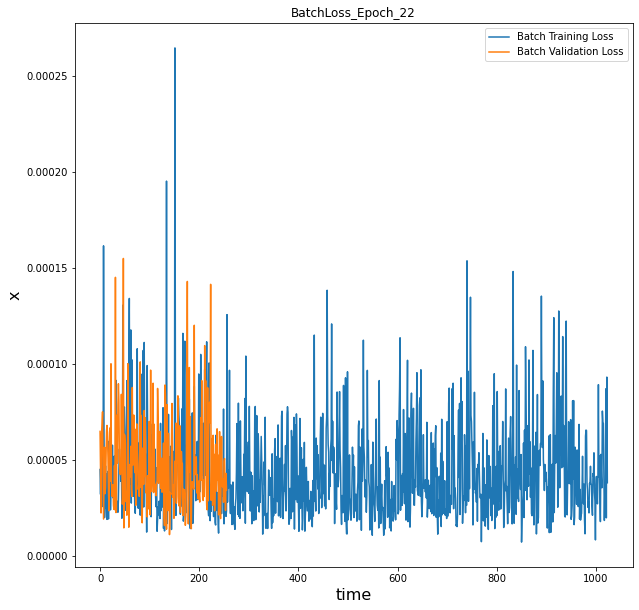 BatchLoss_Epoch_22
Batch Training Loss
Batch Validation Loss
0.00025
0.00020
0.00015
0.00010
0.00005
0.00000
x
0 200 400 600 800 1000
time